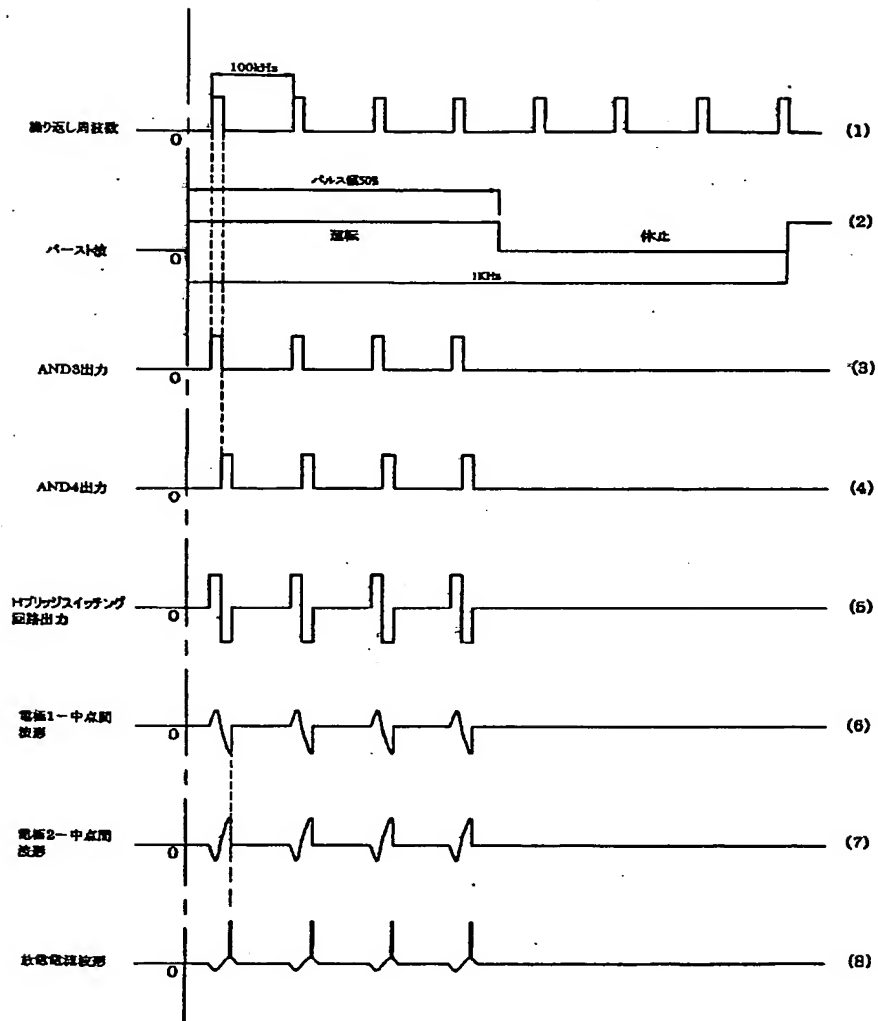 100kHz
繰り返し周波数
0
(1)
パルス幅50%
運転
休止
(2)
バースト波
0
1KHz
AND3出力
0
(3)
AND4出力
0
(4)
Hブリッジスイッチング
回路出力
0
(5)
電極1-中点間
波形
0
(6)
電極2-中点間
波形
0
(7)
放電電流波形
0
(8)